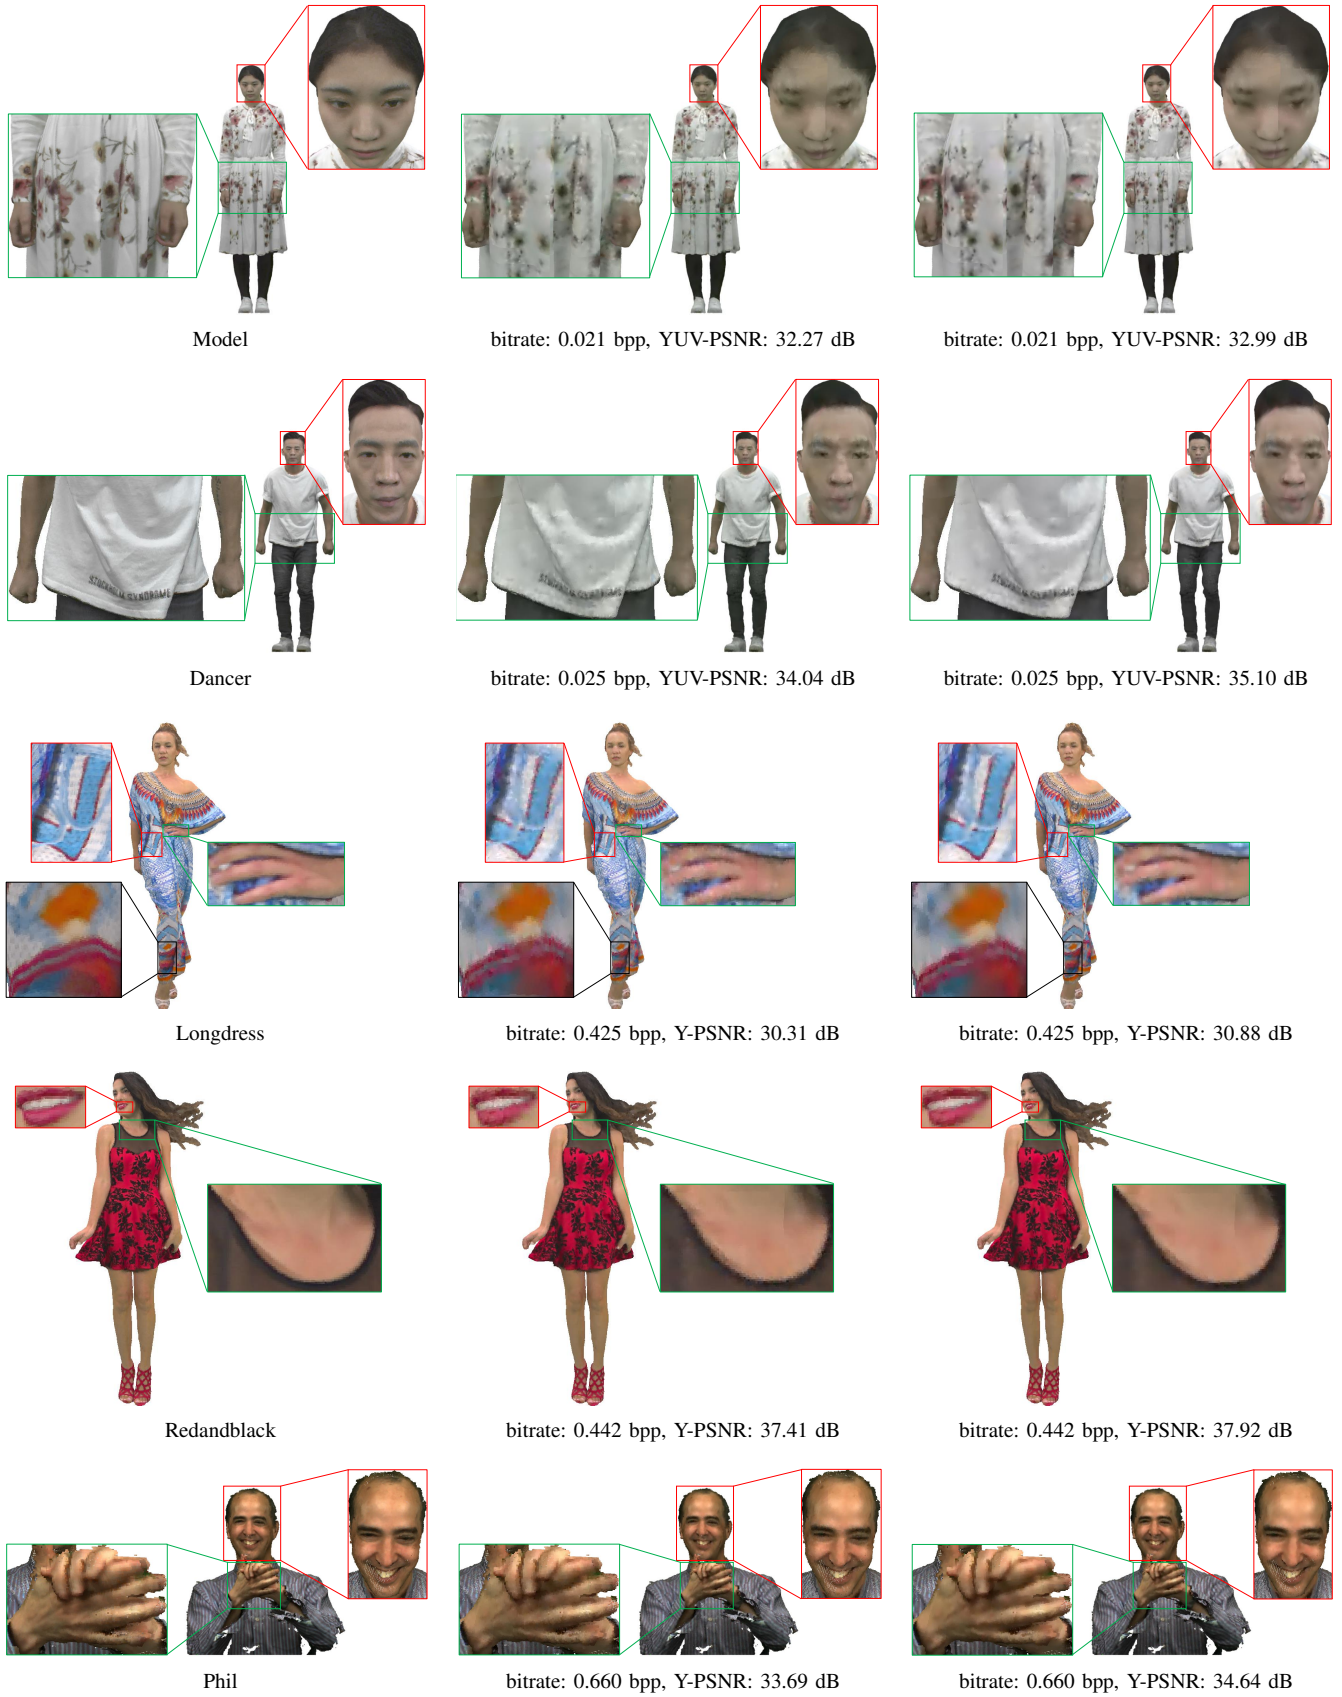 Model
bitrate: 0.021 bpp, YUV-PSNR: 32.27 dB
bitrate: 0.021 bpp, YUV-PSNR: 32.99 dB
STOCKHOLM SYNDROME
Dancer
bitrate: 0.025 bpp, YUV-PSNR: 34.04 dB
bitrate: 0.025 bpp, YUV-PSNR: 35.10 dB
Longdress
bitrate: 0.425 bpp, Y-PSNR: 30.31 dB
bitrate: 0.425 bpp, Y-PSNR: 30.88 dB
Redandblack
bitrate: 0.442 bpp, Y-PSNR: 37.41 dB
bitrate: 0.442 bpp, Y-PSNR: 37.92 dB
Phil
bitrate: 0.660 bpp, Y-PSNR: 33.69 dB
bitrate: 0.660 bpp, Y-PSNR: 34.64 dB